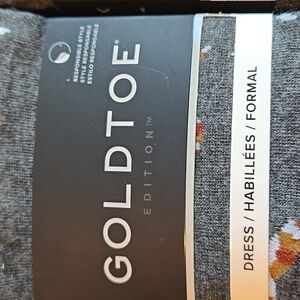 RESPONSIBLE STYLE
STYLE RESPONSABLE
ESTILO RESPONSABLE
GOLDTOE®
EDITION™
DRESS / HABILLÉES / FORMAL